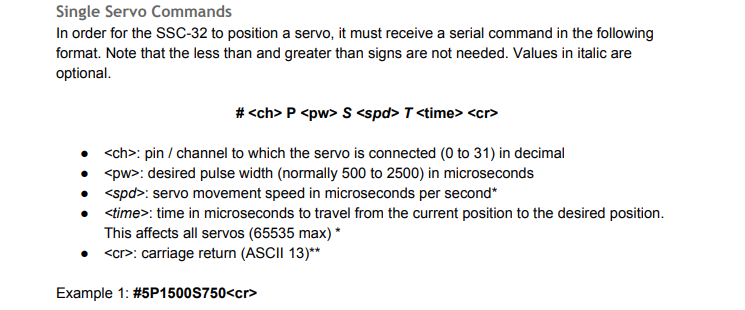 Single Servo Commands
In order for the SSC-32 to position a servo, it must receive a serial command in the following
format. Note that the less than and greater than signs are not needed. Values in italic are
optional.
# <ch> P <pw> S <spd> T <time> <cr>
● <ch>: pin / channel to which the servo is connected (0 to 31) in decimal
● <pw>: desired pulse width (normally 500 to 2500) in microseconds
● <spd>: servo movement speed in microseconds per second*
● <time>: time in microseconds to travel from the current position to the desired position.
This affects all servos (65535 max) *
● <cr>: carriage return (ASCII 13)**
Example 1: #5P1500S750<cr>